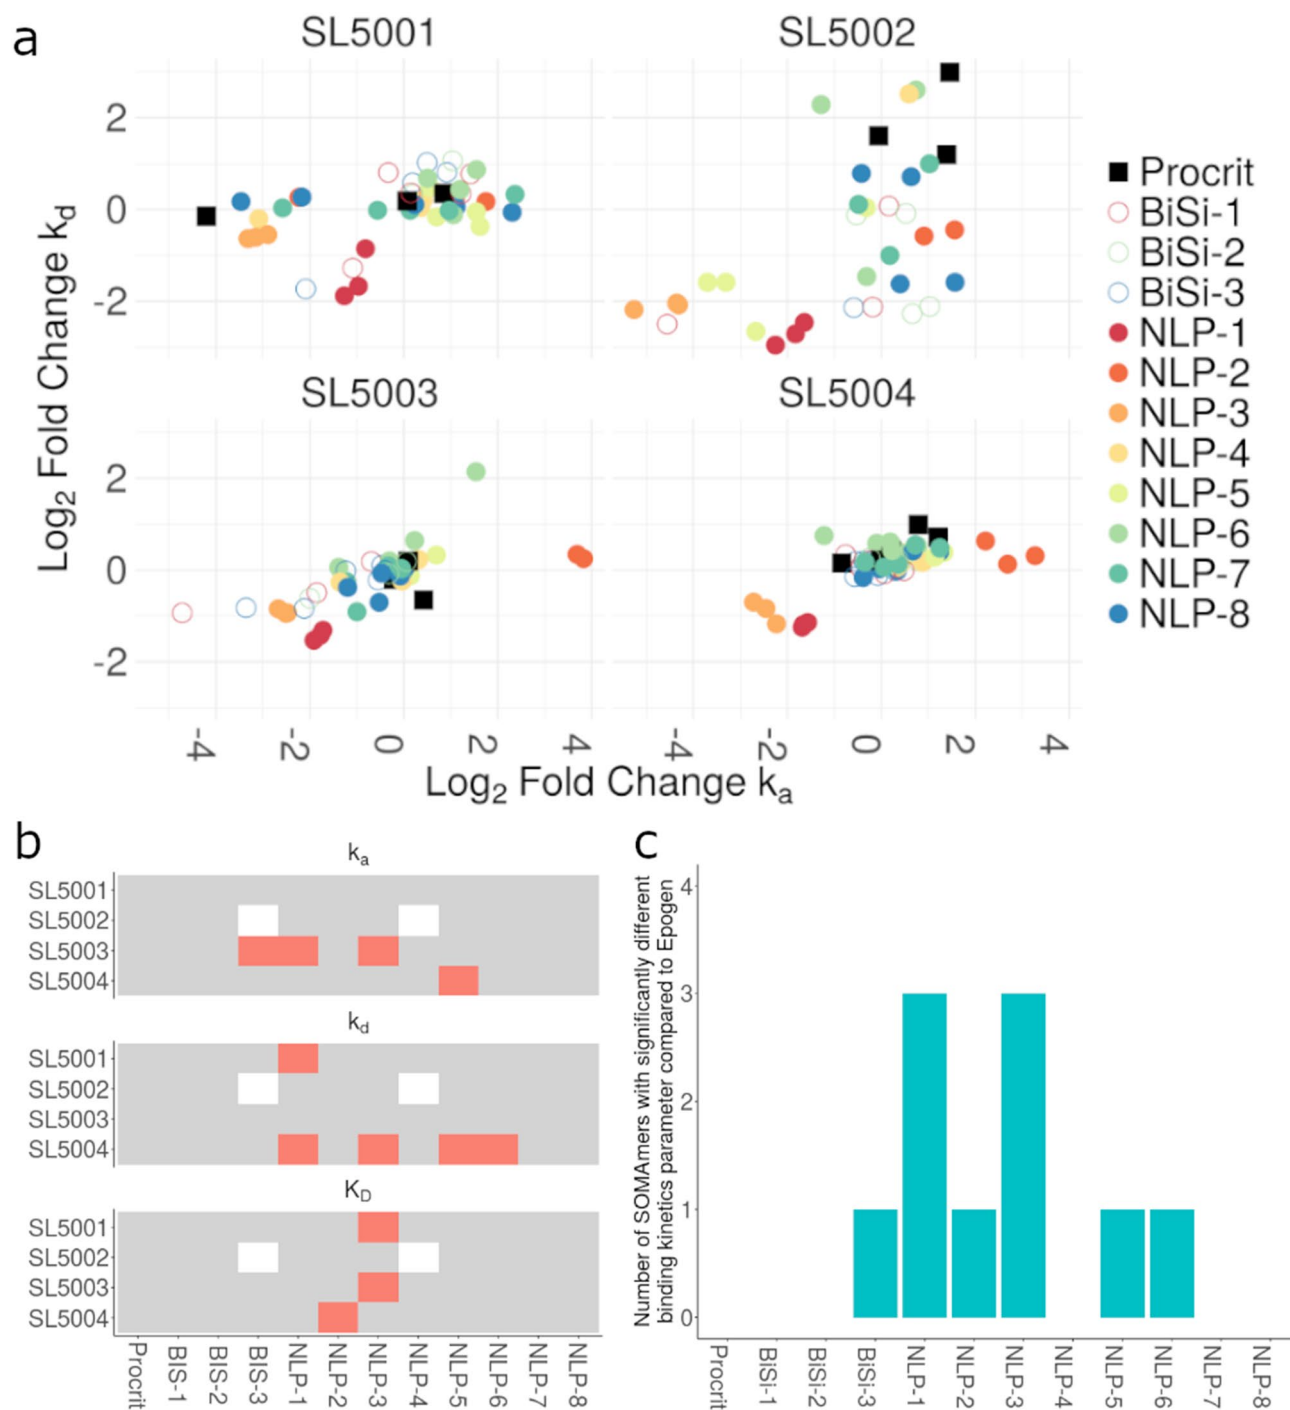 a
SL5001
SL5002
Log2 Fold Change kd
2
0
-2
SL5003
SL5004
2
0
-2
-4
-2
0
2
4
-4
-2
0
2
4
Log2 Fold Change ka
Procrit
BiSi-1
BiSi-2
BiSi-3
NLP-1
NLP-2
NLP-3
NLP-4
NLP-5
NLP-6
NLP-7
NLP-8
b
ka
SL5001
SL5002
SL5003
SL5004
kd
SL5001
SL5002
SL5003
SL5004
KD
SL5001
SL5002
SL5003
SL5004
Procrit
BIS-1
BIS-2
BIS-3
NLP-1
NLP-2
NLP-3
NLP-4
NLP-5
NLP-6
NLP-7
NLP-8
c
Number of SOMAmers with significantly different
binding kinetics parameter compared to Epogen
4
3
2
1
0
Procrit
BiSi-1
BiSi-2
BiSi-3
NLP-1
NLP-2
NLP-3
NLP-4
NLP-5
NLP-6
NLP-7
NLP-8